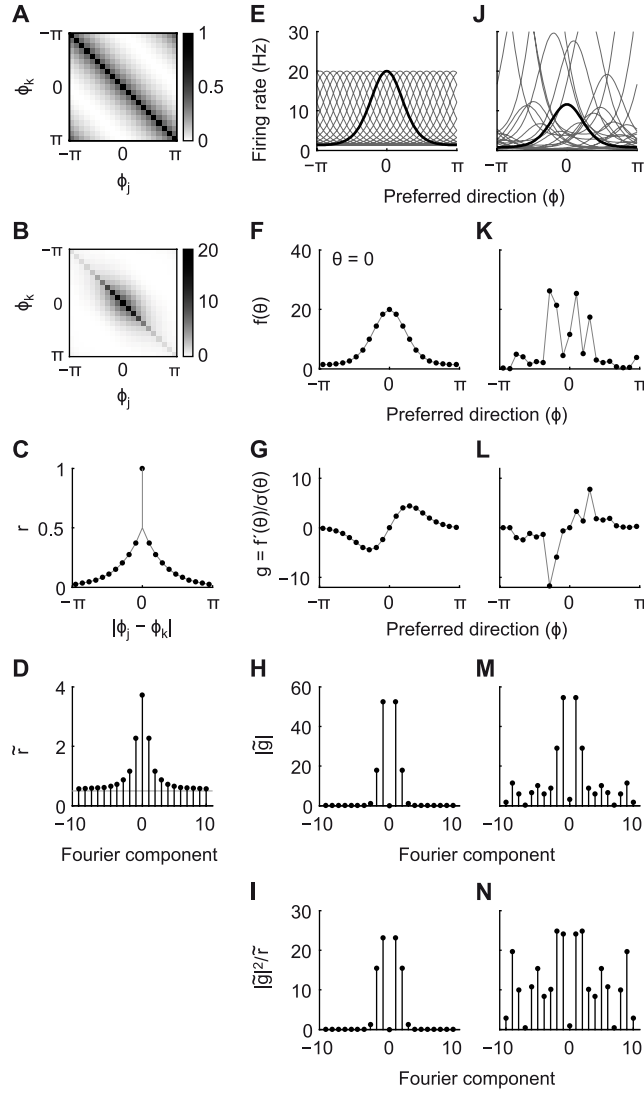 A
−π
ϕk
0
π
−π
0
π
ϕj
1
0.5
0
E
Firing rate (Hz)
30
20
10
0
−π
0
π
J
−π
0
π
Preferred direction (ϕ)
B
−π
ϕk
0
π
−π
0
π
ϕj
20
10
0
F
θ = 0
f(θ)
40
20
0
−π
0
π
K
−π
0
π
Preferred direction (ϕ)
C
r
1
0.5
0
−π
0
π
|ϕj − ϕk|
G
g = f′(θ)/σ(θ)
10
0
−10
−π
0
π
L
−π
0
π
Preferred direction (ϕ)
D
r̃
4
2
0
−10
0
10
Fourier component
H
|g̃|
60
40
20
0
−10
0
10
Fourier component
M
−10
0
10
Fourier component
I
|g̃|²/r̃
30
20
10
0
−10
0
10
Fourier component
N
−10
0
10
Fourier component